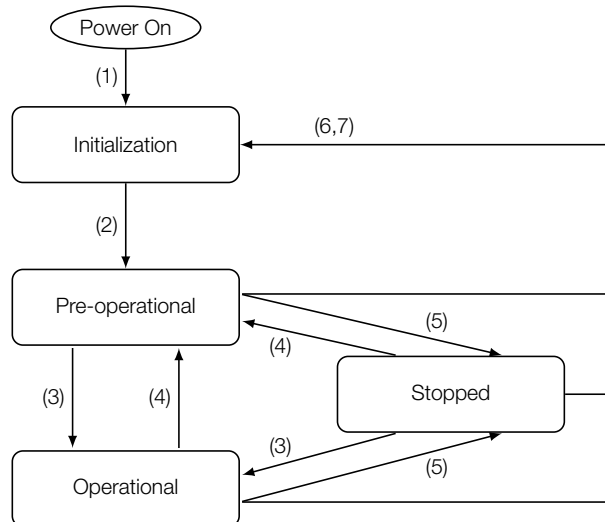 Power On
(1)
(6,7)
Initialization
(2)
Pre-operational
(5)
(4)
(3)
(4)
Stopped
(3)
(5)
Operational